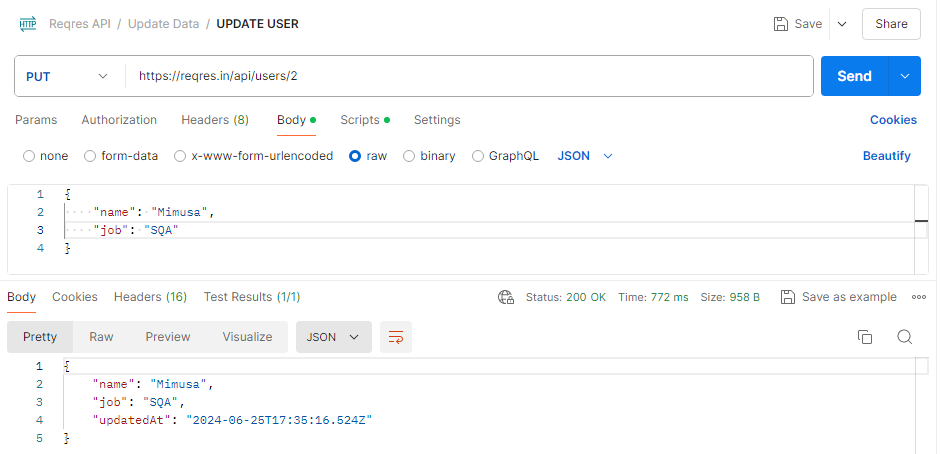 HTTP Reqres API / Update Data / UPDATE USER Save Share
PUT https://reqres.in/api/users/2 Send
Params Authorization Headers (8) Body Scripts Settings Cookies
none form-data x-www-form-urlencoded raw binary GraphQL JSON Beautify
1 {
2 "name": "Mimusa",
3 "job": "SQA"
4 }
Body Cookies Headers (16) Test Results (1/1) Status: 200 OK Time: 772 ms Size: 958 B Save as example
Pretty Raw Preview Visualize JSON
1 {
2 "name": "Mimusa",
3 "job": "SQA",
4 "updatedAt": "2024-06-25T17:35:16.524Z"
5 }